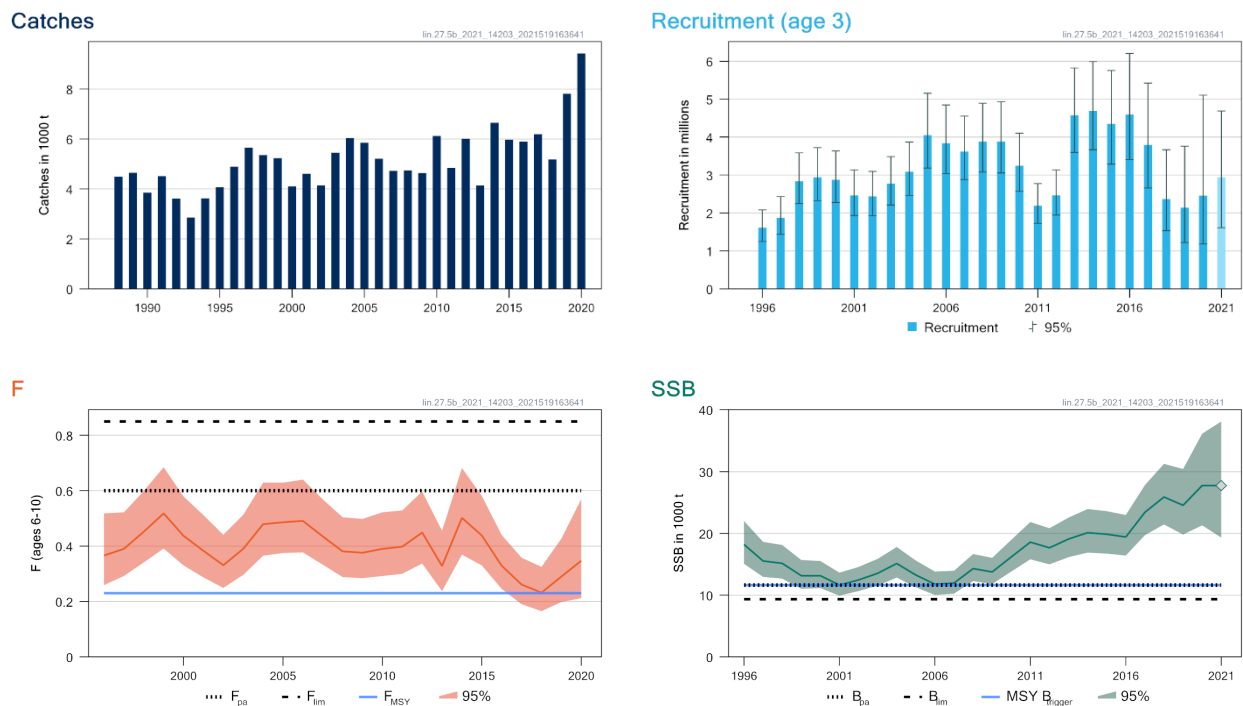 Catches
lin.27.5b_2021_14203_2021519163641
Catches in 1000 t
8
6
4
2
0
1990 1995 2000 2005 2010 2015 2020
Recruitment (age 3)
lin.27.5b_2021_14203_2021519163641
Recruitment in millions
6
5
4
3
2
1
0
1996 2001 2006 2011 2016 2021
Recruitment 95%
F
lin.27.5b_2021_14203_2021519163641
F (ages 6-10)
0.8
0.6
0.4
0.2
0
2000 2005 2010 2015 2020
Fpa Flim FMSY 95%
SSB
lin.27.5b_2021_14203_2021519163641
SSB in 1000 t
40
30
20
10
0
1996 2001 2006 2011 2016 2021
Bpa Blim MSY Btrigger 95%